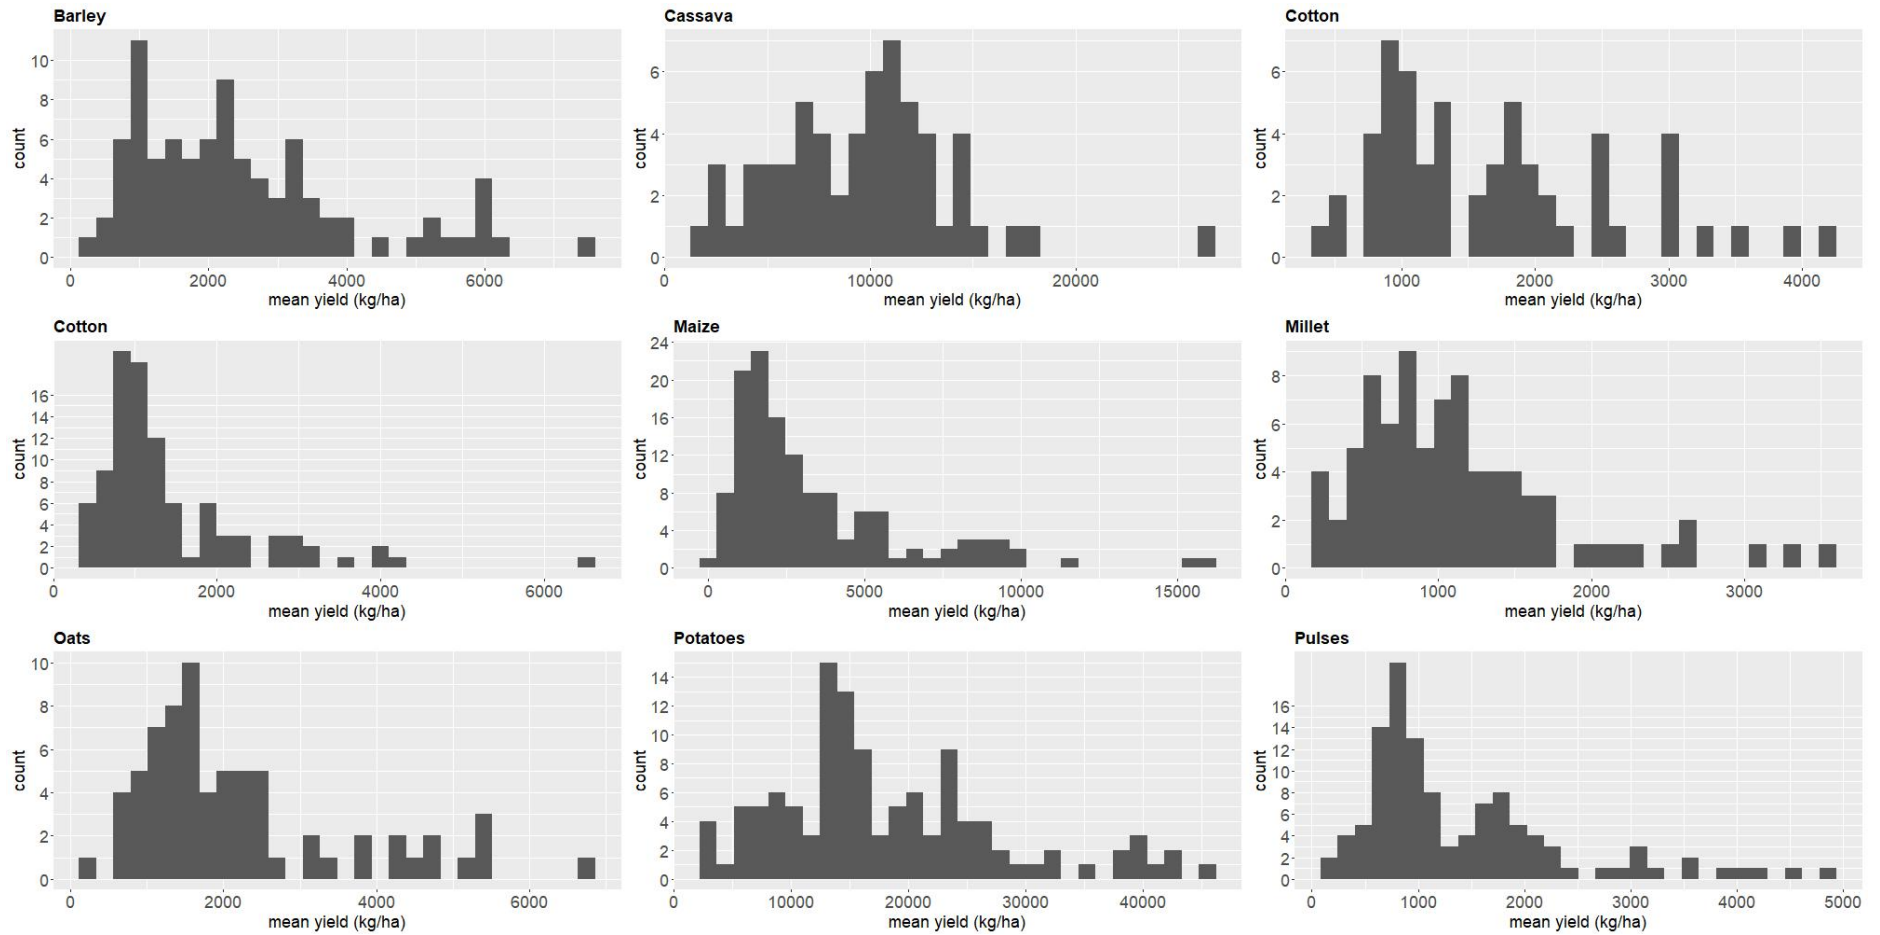 Barley
10
8
6
4
2
0
count
0 2000 4000 6000
mean yield (kg/ha)
Cassava
6
4
2
0
count
0 10000 20000
mean yield (kg/ha)
Cotton
6
4
2
0
count
1000 2000 3000 4000
mean yield (kg/ha)
Cotton
16
14
12
10
8
6
4
2
0
count
0 2000 4000 6000
mean yield (kg/ha)
Maize
24
20
16
12
8
4
0
count
0 5000 10000 15000
mean yield (kg/ha)
Millet
8
6
4
2
0
count
0 1000 2000 3000
mean yield (kg/ha)
Oats
10
8
6
4
2
0
count
0 2000 4000 6000
mean yield (kg/ha)
Potatoes
14
12
10
8
6
4
2
0
count
0 10000 20000 30000 40000
mean yield (kg/ha)
Pulses
16
14
12
10
8
6
4
2
0
count
0 1000 2000 3000 4000 5000
mean yield (kg/ha)